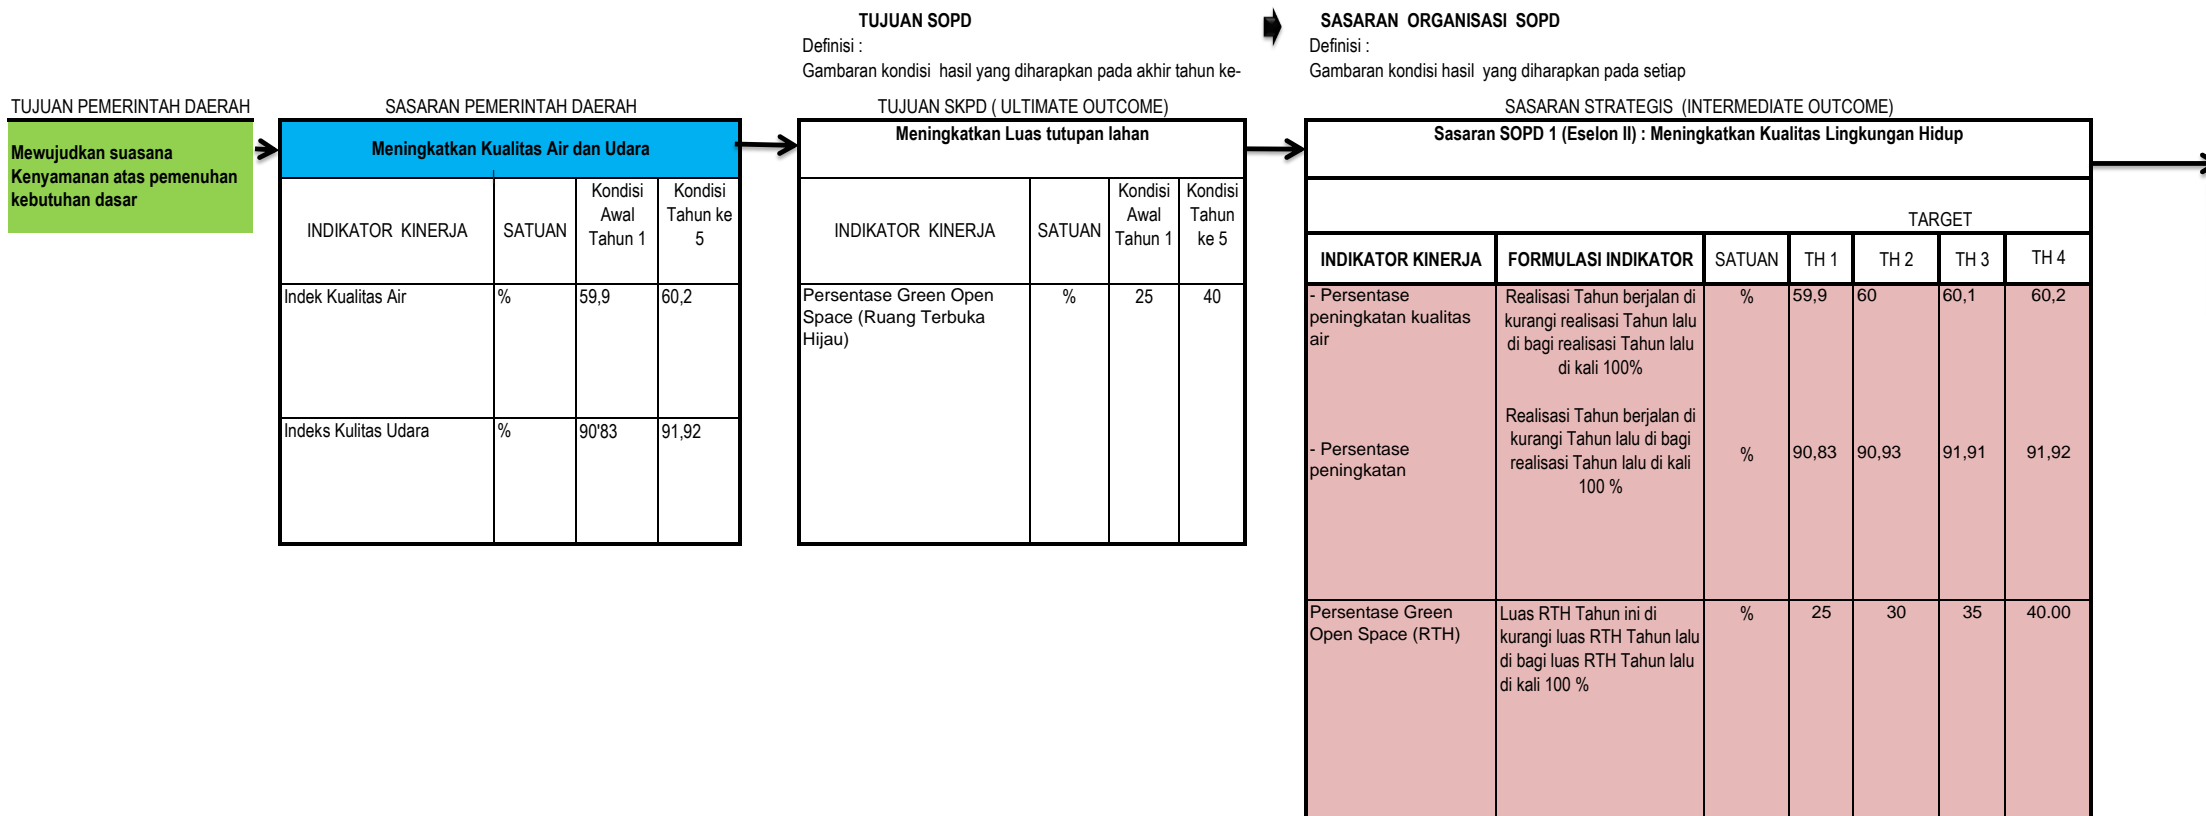 TUJUAN SOPD
Definisi :
Gambaran kondisi  hasil yang diharapkan pada akhir tahun ke-
SASARAN  ORGANISASI  SOPD
Definisi :
Gambaran kondisi hasil  yang diharapkan pada setiap
TUJUAN PEMERINTAH DAERAH
Mewujudkan suasana
Kenyamanan atas pemenuhan
kebutuhan dasar
SASARAN PEMERINTAH DAERAH
Meningkatkan Kualitas Air dan Udara
INDIKATOR  KINERJA
SATUAN
Kondisi
Awal
Tahun 1
Kondisi
Tahun ke
5
Indek Kualitas Air
%
59,9
60,2
Indeks Kulitas Udara
%
90'83
91,92
TUJUAN SKPD ( ULTIMATE OUTCOME)
Meningkatkan Luas tutupan lahan
INDIKATOR  KINERJA
SATUAN
Kondisi
Awal
Tahun 1
Kondisi
Tahun
ke 5
Persentase Green Open
Space (Ruang Terbuka
Hijau)
%
25
40
SASARAN STRATEGIS  (INTERMEDIATE OUTCOME)
Sasaran SOPD 1 (Eselon II) : Meningkatkan Kualitas Lingkungan Hidup
TARGET
INDIKATOR KINERJA
FORMULASI INDIKATOR
SATUAN
TH 1
TH 2
TH 3
TH 4
- Persentase
peningkatan kualitas
air
Realisasi Tahun berjalan di
kurangi realisasi Tahun lalu
di bagi realisasi Tahun lalu
di kali 100%
%
59,9
60
60,1
60,2
- Persentase
peningkatan
Realisasi Tahun berjalan di
kurangi Tahun lalu di bagi
realisasi Tahun lalu di kali
100 %
%
90,83
90,93
91,91
91,92
Persentase Green
Open Space (RTH)
Luas RTH Tahun ini di
kurangi luas RTH Tahun lalu
di bagi luas RTH Tahun lalu
di kali 100 %
%
25
30
35
40.00